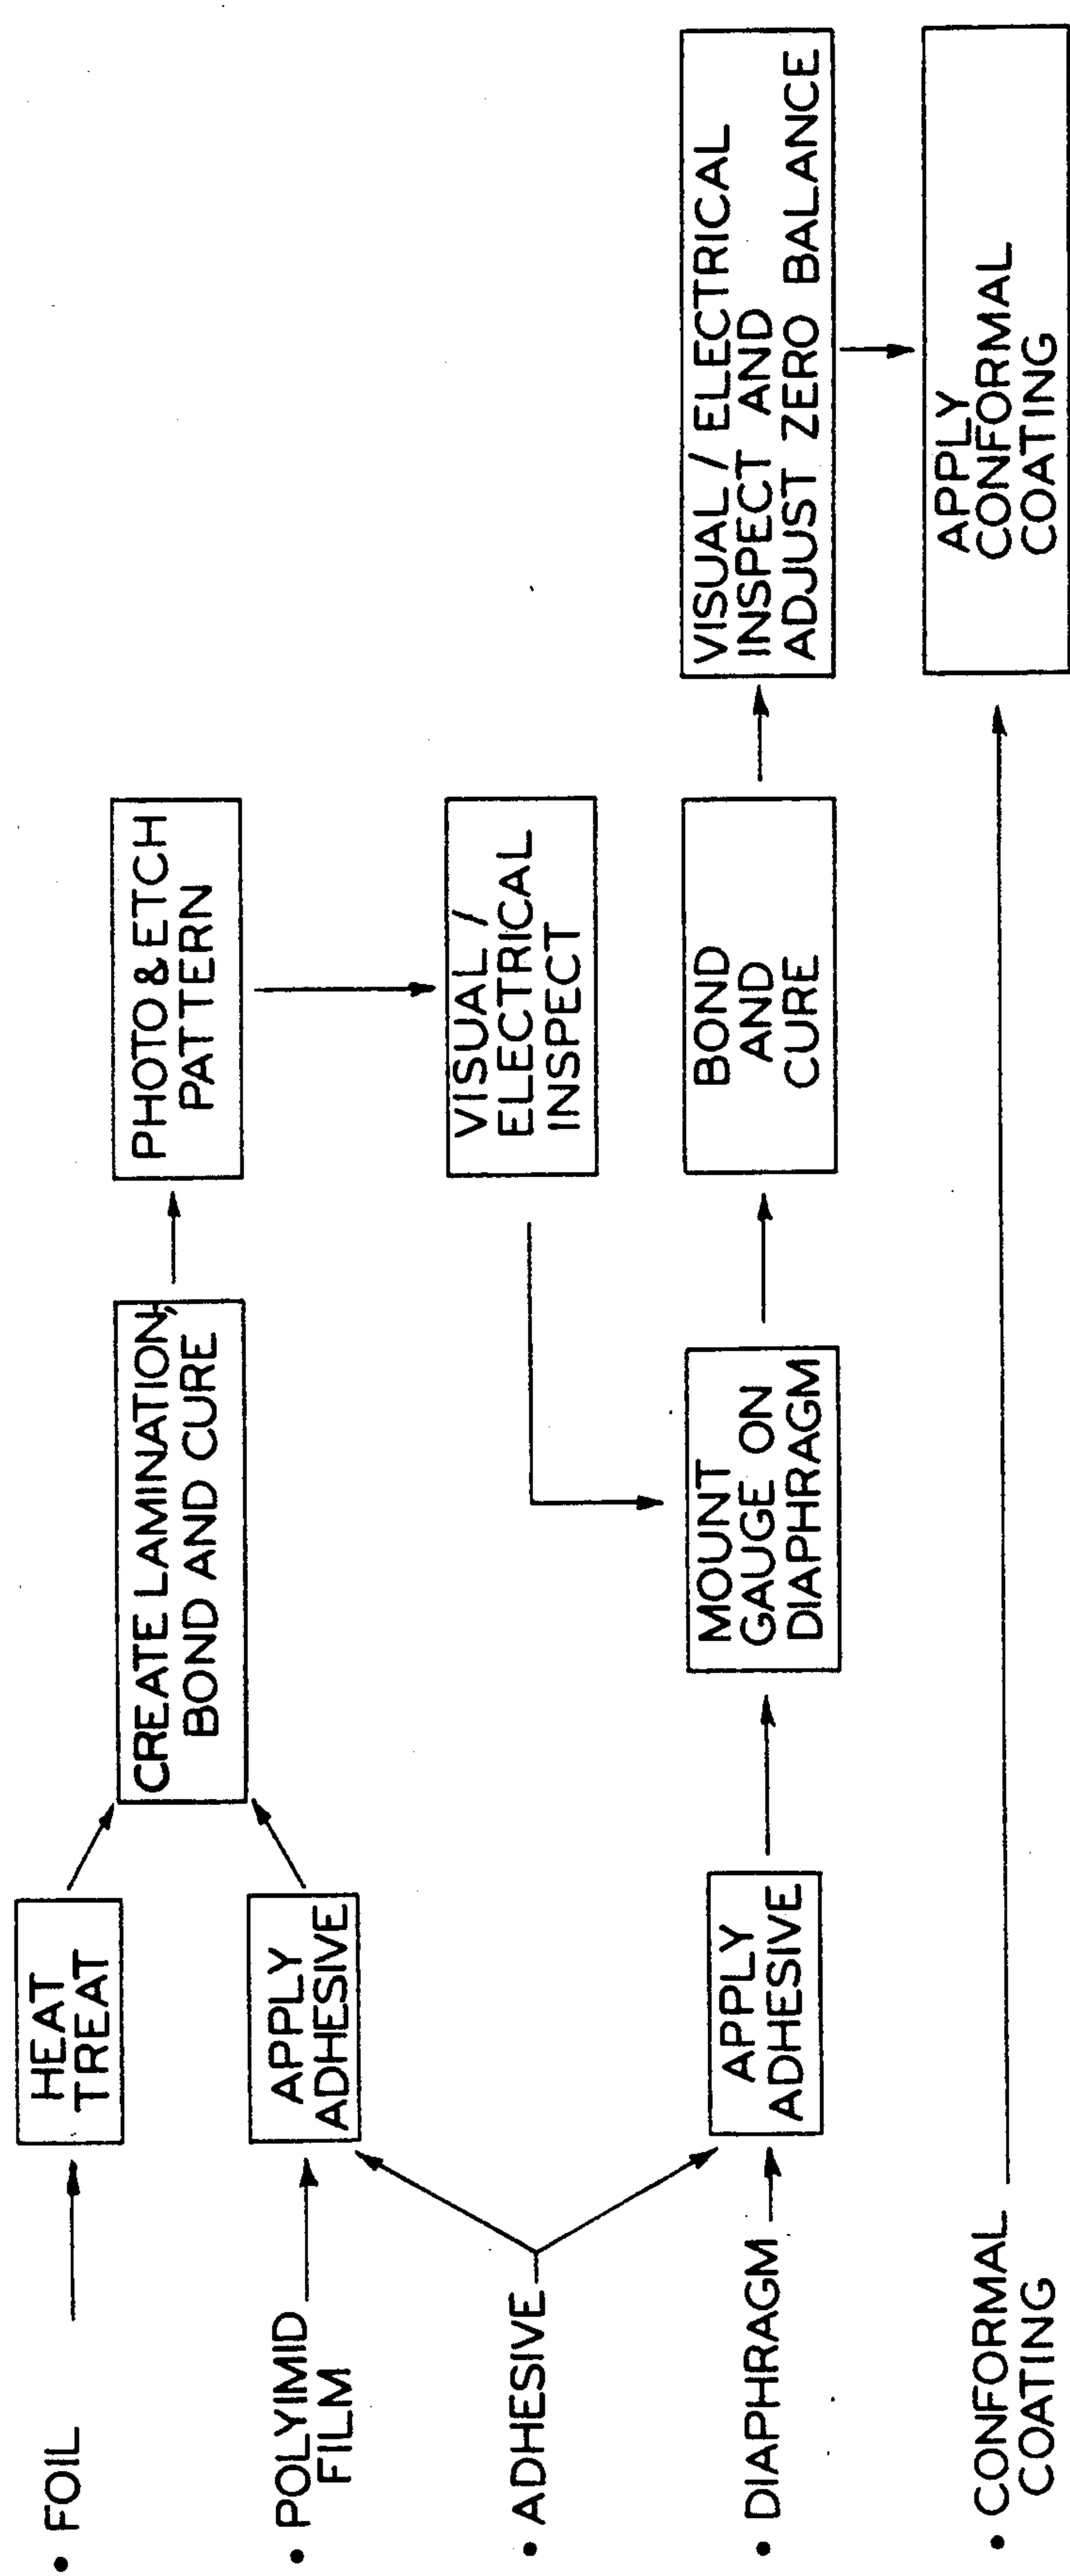 • FOIL
HEAT
TREAT
• POLYIMID
FILM
APPLY
ADHESIVE
CREATE LAMINATION,
BOND AND CURE
PHOTO & ETCH
PATTERN
VISUAL /
ELECTRICAL
INSPECT
• ADHESIVE
• DIAPHRAGM
APPLY
ADHESIVE
MOUNT
GAUGE ON
DIAPHRAGM
BOND
AND
CURE
VISUAL / ELECTRICAL
INSPECT AND
ADJUST ZERO BALANCE
• CONFORMAL
COATING
APPLY
CONFORMAL
COATING